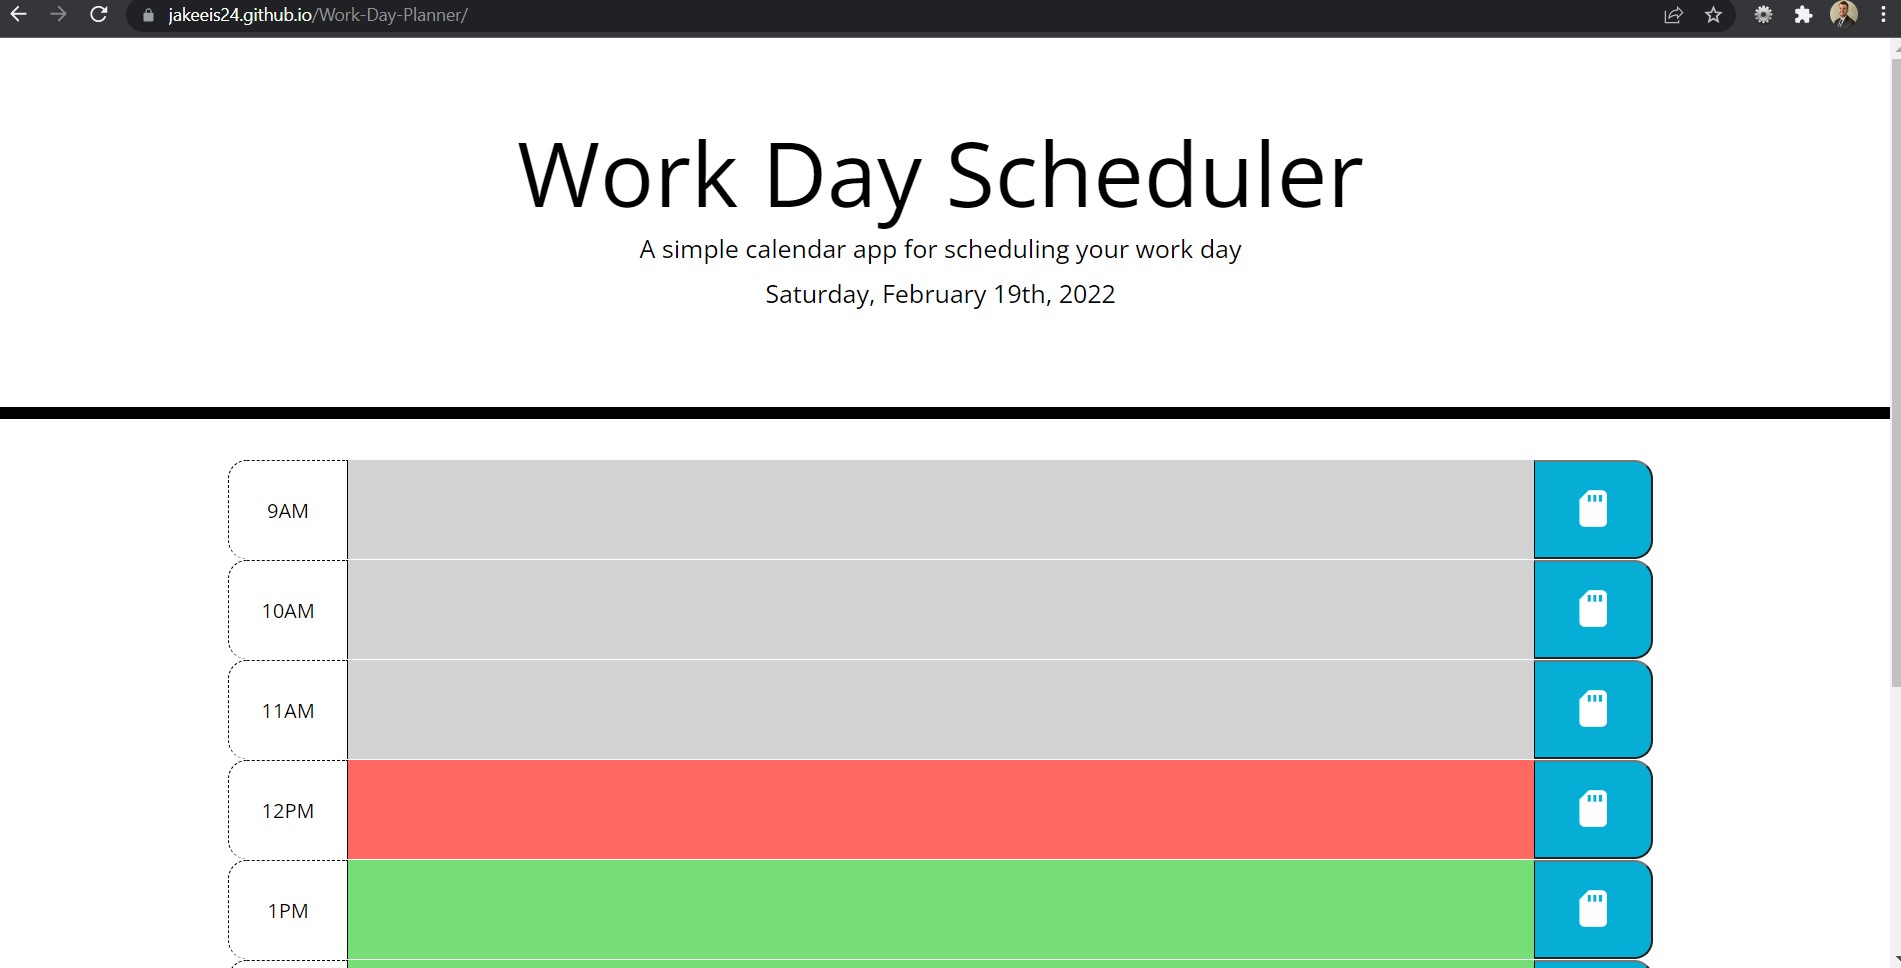 jakeeis24.github.io/Work-Day-Planner/
Work Day Scheduler
A simple calendar app for scheduling your work day
Saturday, February 19th, 2022
9AM
10AM
11AM
12PM
1PM